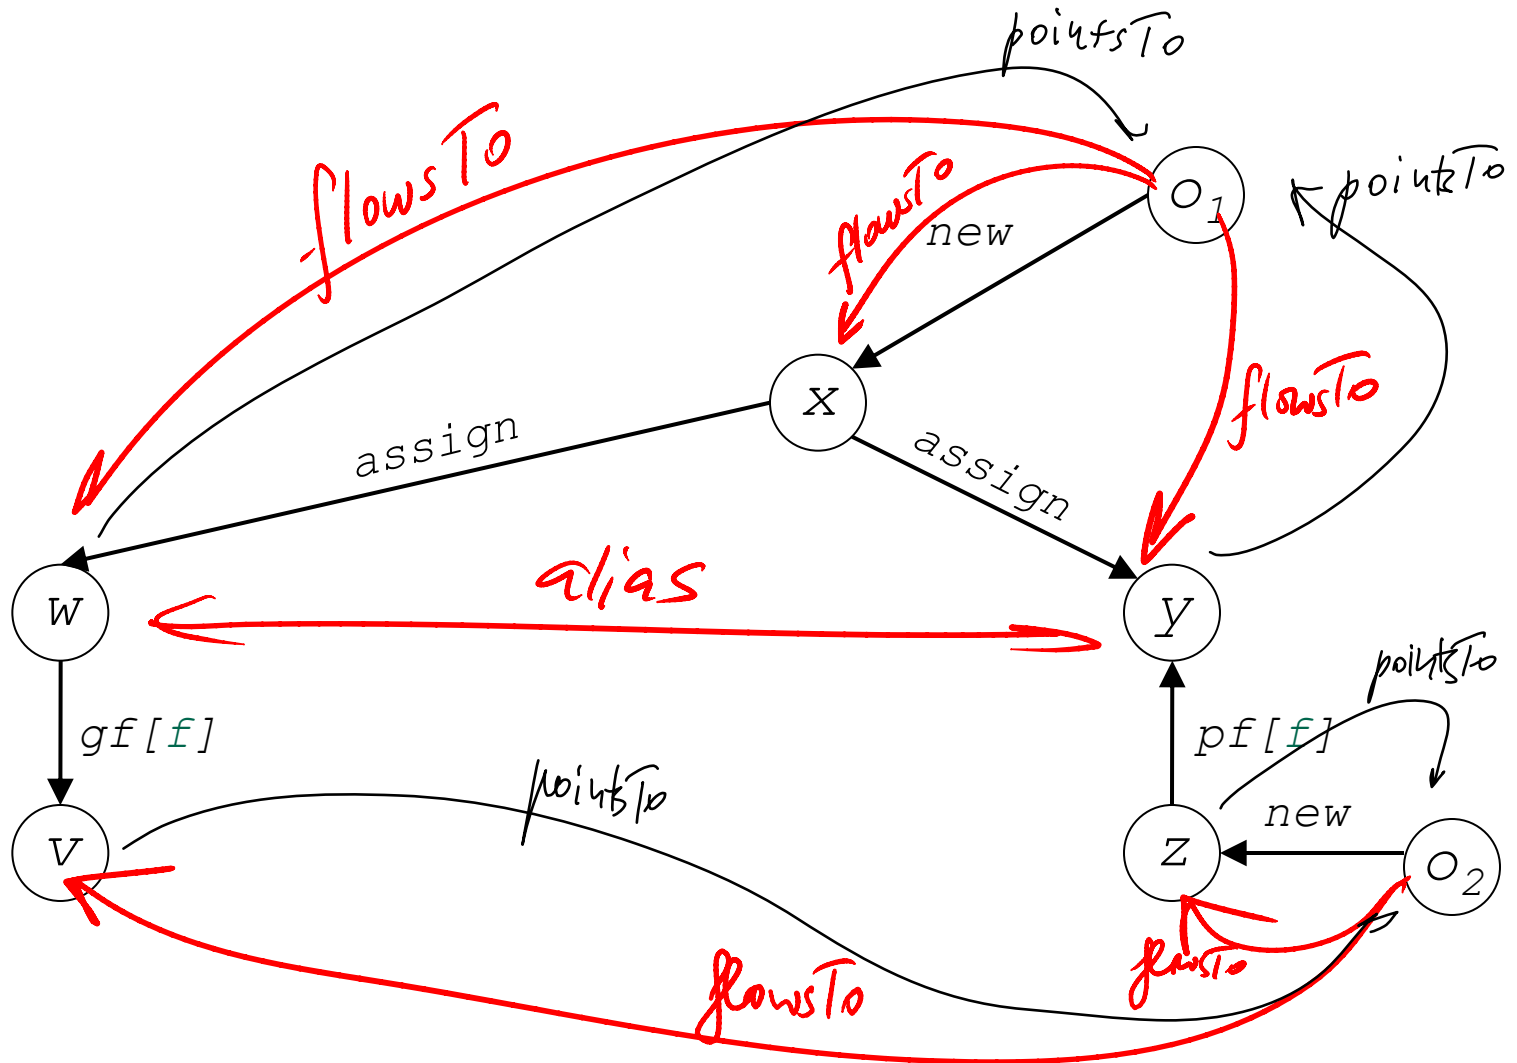 pointsTo
flowsTo
flowsTo
new
o1
pointsTo
x
assign
assign
flowsTo
alias
w
y
pointsTo
gf[f]
pf[f]
pointsTo
new
v
z
o2
flowsTo
flowsTo